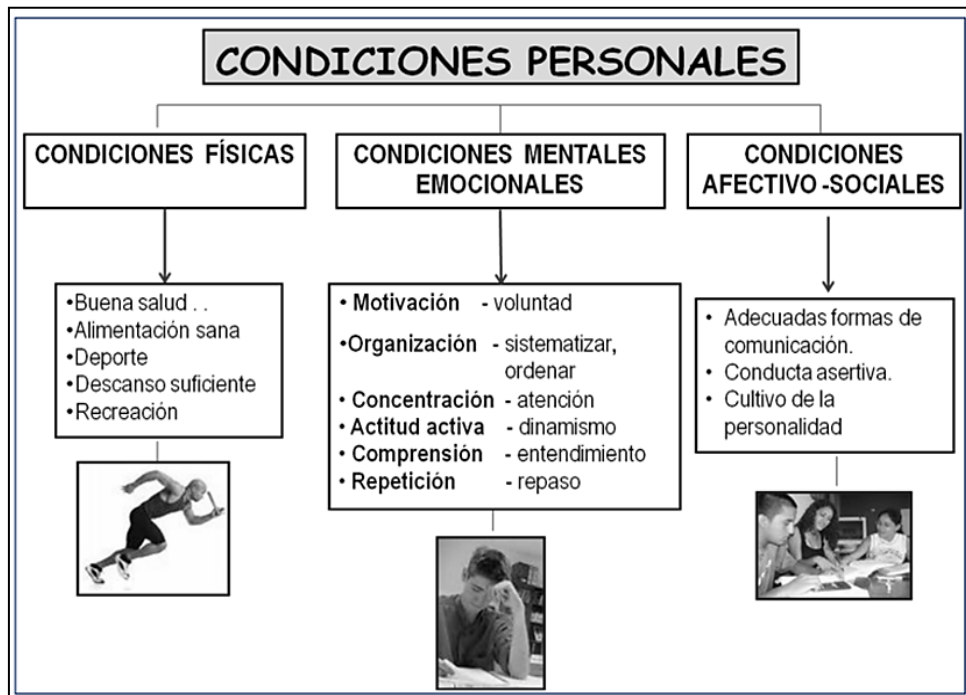 CONDICIONES PERSONALES
CONDICIONES FÍSICAS
•Buena salud . .
•Alimentación sana
•Deporte
•Descanso suficiente
•Recreación
CONDICIONES MENTALES
EMOCIONALES
• Motivación - voluntad
•Organización - sistematizar,
ordenar
• Concentración - atención
• Actitud activa - dinamismo
• Comprensión - entendimiento
• Repetición - repaso
CONDICIONES
AFECTIVO -SOCIALES
• Adecuadas formas de
comunicación.
• Conducta asertiva.
• Cultivo de la
personalidad